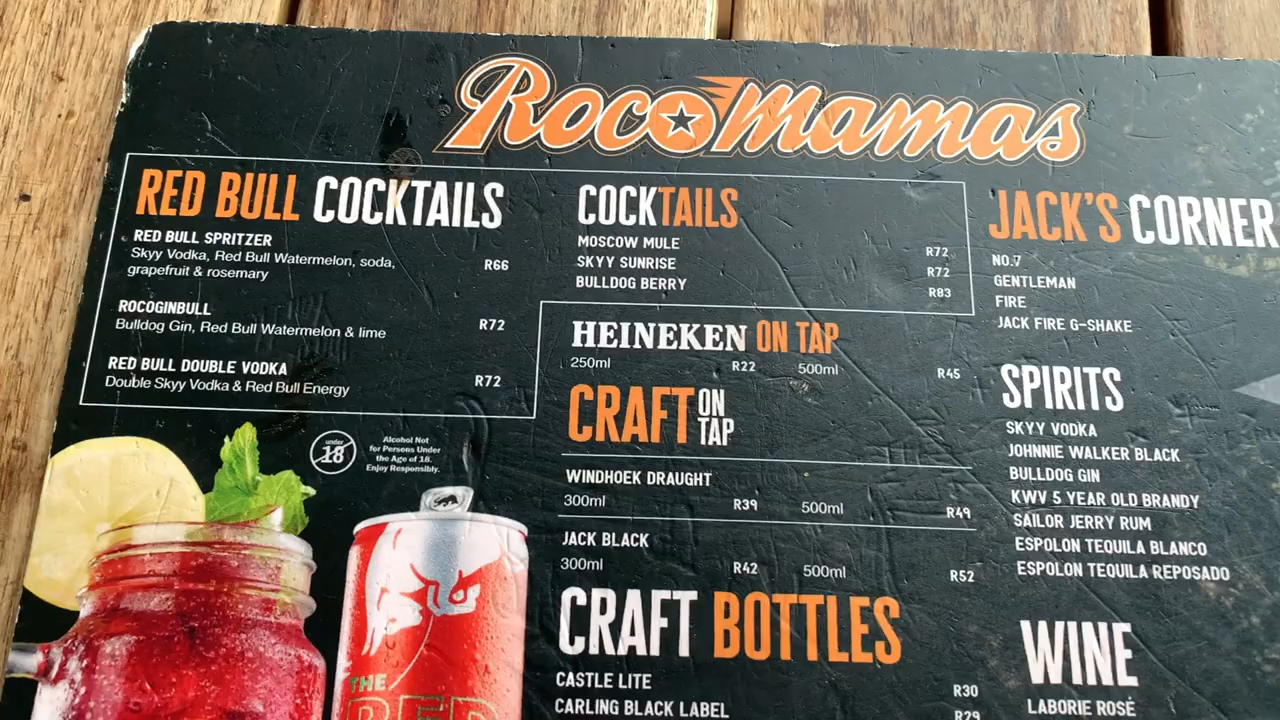 RocoMamas
RED BULL COCKTAILS
RED BULL SPRITZER
Skyy Vodka, Red Bull Watermelon, soda,
grapefruit & rosemary
R66
ROCOGINBULL
Bulldog Gin, Red Bull Watermelon & lime
R72
RED BULL DOUBLE VODKA
Double Skyy Vodka & Red Bull Energy
R72
under
18
Alcohol Not
for Persons Under
the Age of 18.
Enjoy Responsibly.
THE
RED
COCKTAILS
MOSCOW MULE R72
SKYY SUNRISE R72
BULLDOG BERRY R83
HEINEKEN ON TAP
250ml R22 500ml R45
CRAFT ON TAP
WINDHOEK DRAUGHT
300ml R39 500ml R49
JACK BLACK
300ml R42 500ml R52
CRAFT BOTTLES
CASTLE LITE R30
CARLING BLACK LABEL R29
JACK'S CORNER
NO.7
GENTLEMAN
FIRE
JACK FIRE G-SHAKE
SPIRITS
SKYY VODKA
JOHNNIE WALKER BLACK
BULLDOG GIN
KWV 5 YEAR OLD BRANDY
SAILOR JERRY RUM
ESPOLON TEQUILA BLANCO
ESPOLON TEQUILA REPOSADO
WINE
LABORIE ROSÉ